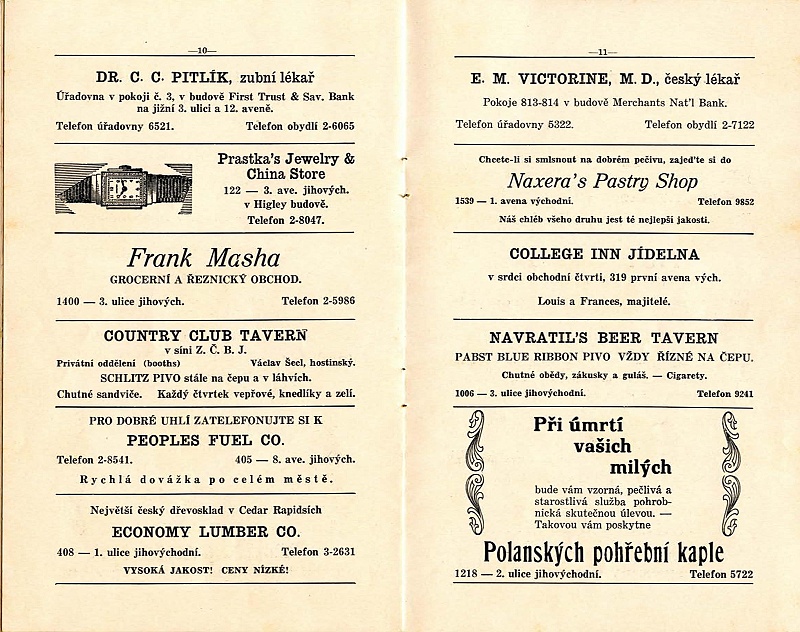 —10—
DR. C. C. PITLÍK, zubní lékař
Úřadovna v pokoji č. 3, v budově First Trust & Sav. Bank
na jižní 3. ulici a 12. aveně.
Telefon úřadovny 6521. Telefon obydlí 2-6065
Prastka's Jewelry &
China Store
122 — 3. ave. jihových.
v Higley budově.
Telefon 2-8047.
Frank Masha
GROCERNÍ A ŘEZNICKÝ OBCHOD.
1400 — 3. ulice jihových. Telefon 2-5986
COUNTRY CLUB TAVERN
v síni Z. Č. B. J.
Privátní oddělení (booths) Václav Šecl, hostinský.
SCHLITZ PIVO stále na čepu a v láhvích.
Chutné sandviče. Každý čtvrtek vepřové, knedlíky a zelí.
PRO DOBRÉ UHLÍ ZATELEFONUJTE SI K
PEOPLES FUEL CO.
Telefon 2-8541. 405 — 8. ave. jihových.
Rychlá dovážka po celém městě.
Největší český dřevosklad v Cedar Rapidsích
ECONOMY LUMBER CO.
408 — 1. ulice jihovýchodní. Telefon 3-2631
VYSOKÁ JAKOST! CENY NÍZKÉ!
—11—
E. M. VICTORINE, M. D., český lékař
Pokoje 813-814 v budově Merchants Nat'l Bank.
Telefon úřadovny 5322. Telefon obydlí 2-7122
Chcete-li si smlsnout na dobrém pečivu, zajeďte si do
Naxera's Pastry Shop
1539 — 1. avena východní. Telefon 9852
Náš chléb všeho druhu jest té nejlepší jakosti.
COLLEGE INN JÍDELNA
v srdci obchodní čtvrti, 319 první avena vých.
Louis a Frances, majitelé.
NAVRATIL'S BEER TAVERN
PABST BLUE RIBBON PIVO VŽDY ŘÍZNÉ NA ČEPU.
Chutné obědy, zákusky a guláš. — Cigarety.
1006 — 3. ulice jihovýchodní. Telefon 9241
Při úmrtí
vašich
milých
bude vám vzorná, pečlivá a
starostlivá služba pohrob-
nická skutečnou úlevou. —
Takovou vám poskytne
Polanských pohřební kaple
1218 — 2. ulice jihovýchodní. Telefon 5722